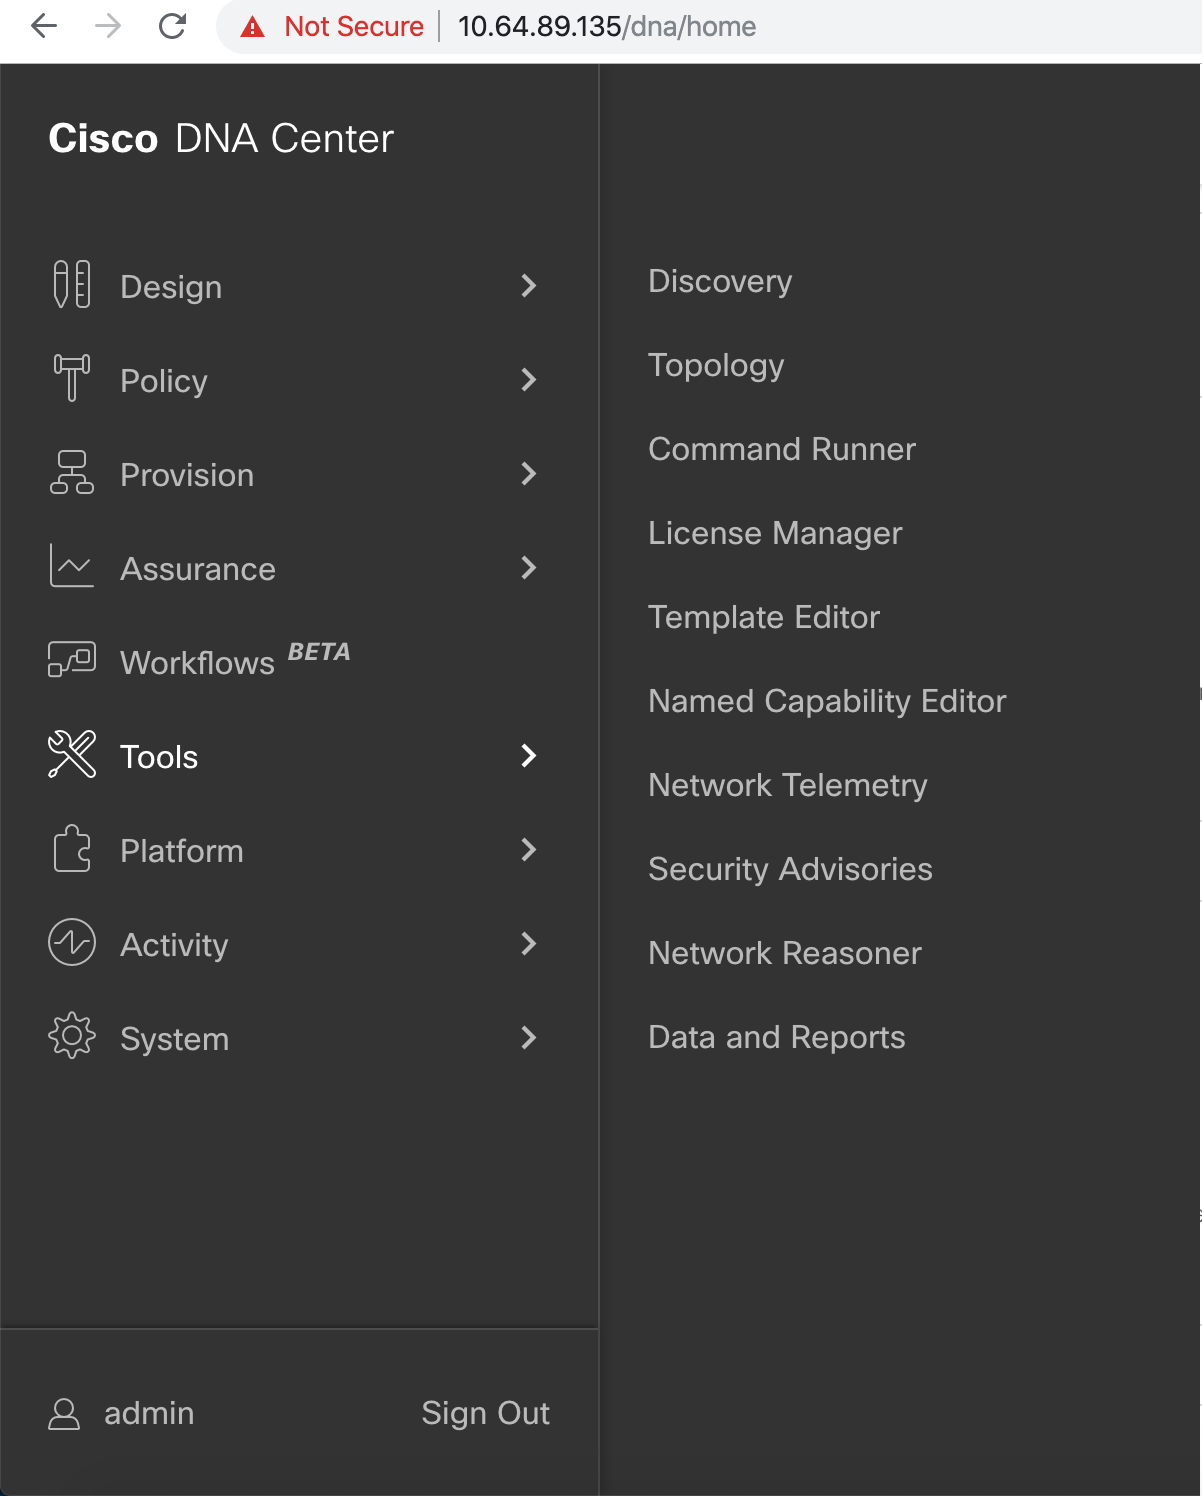 Not Secure 10.64.89.135/dna/home
Cisco DNA Center
Design
Policy
Provision
Assurance
Workflows BETA
Tools
Platform
Activity
System
admin
Sign Out
Discovery
Topology
Command Runner
License Manager
Template Editor
Named Capability Editor
Network Telemetry
Security Advisories
Network Reasoner
Data and Reports